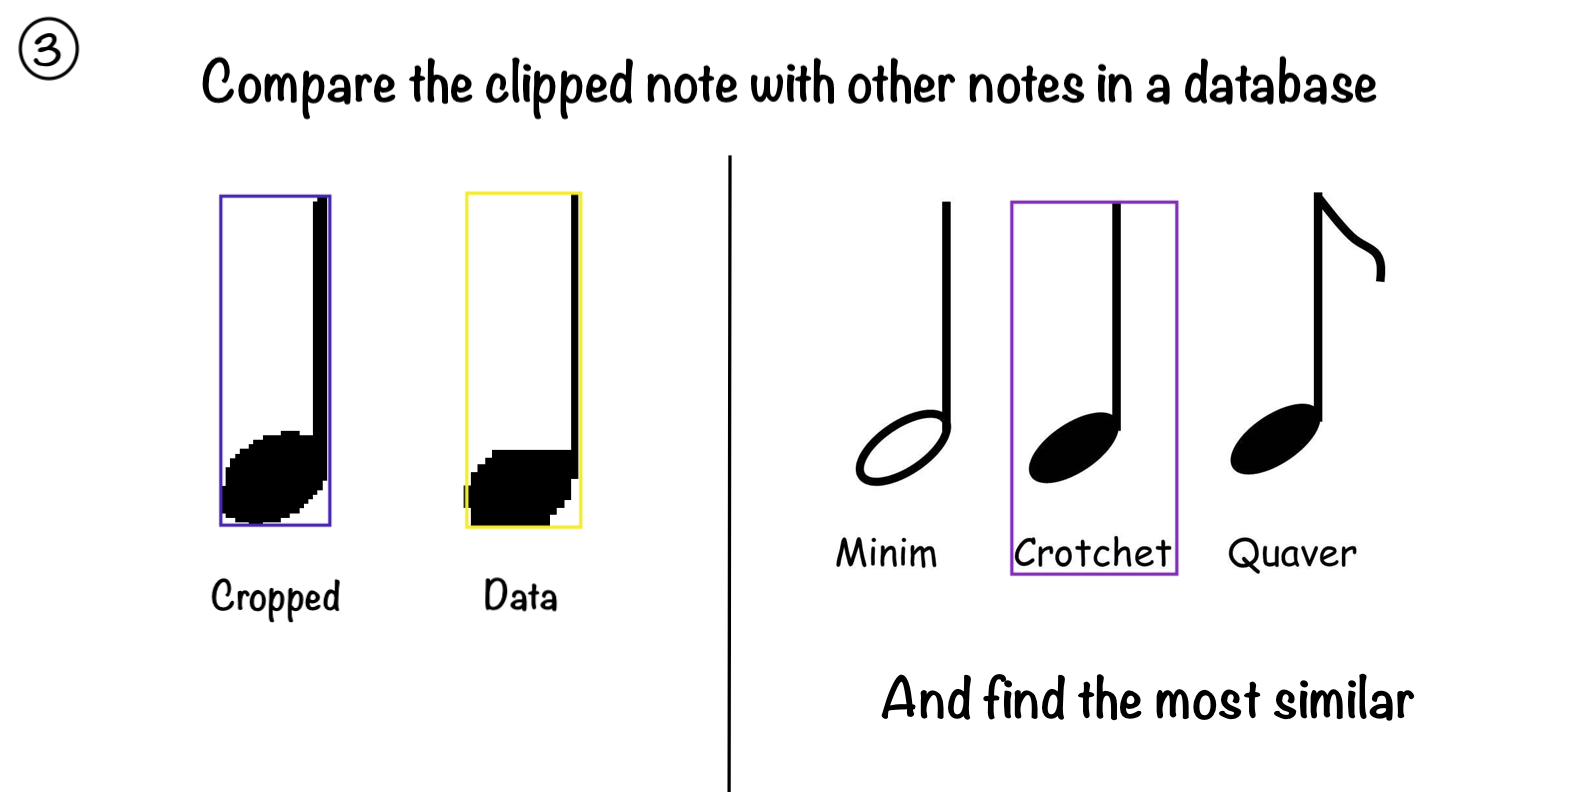 3
Compare the clipped note with other notes in a database
Cropped
Data
Minim
Crotchet
Quaver
And find the most similar